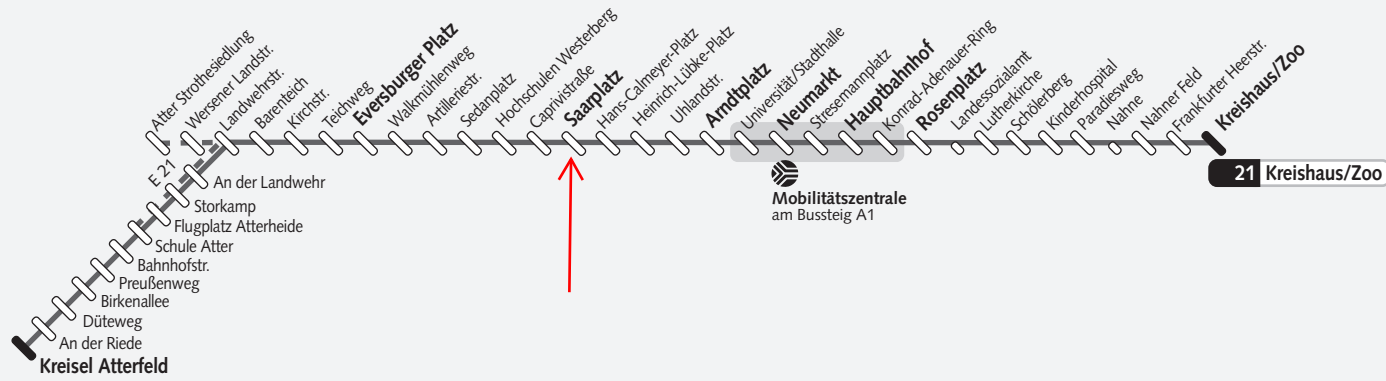 Atter Strothesiedlung
Wersener Landstr.
Landwehrstr.
Barenteich
Kirchstr.
Teichweg
Eversburger Platz
Walkmühlenweg
Artilleriestr.
Sedanplatz
Hochschulen Westerberg
Caprivistraße
Saarplatz
Hans-Calmeyer-Platz
Heinrich-Lübke-Platz
Uhlandstr.
Arndtplatz
Universität/Stadthalle
Neumarkt
Stresemannplatz
Hauptbahnhof
Konrad-Adenauer-Ring
Rosenplatz
Landessozialamt
Lutherkirche
Schölerberg
Kinderhospital
Paradiesweg
Nahne
Nahner Feld
Frankfurter Heerstr.
Kreishaus/Zoo
21 Kreishaus/Zoo
E 21
An der Landwehr
Storkamp
Flugplatz Atterheide
Schule Atter
Bahnhofstr.
Preußenweg
Birkenallee
Düteweg
An der Riede
Kreisel Atterfeld
Mobilitätszentrale
am Bussteig A1